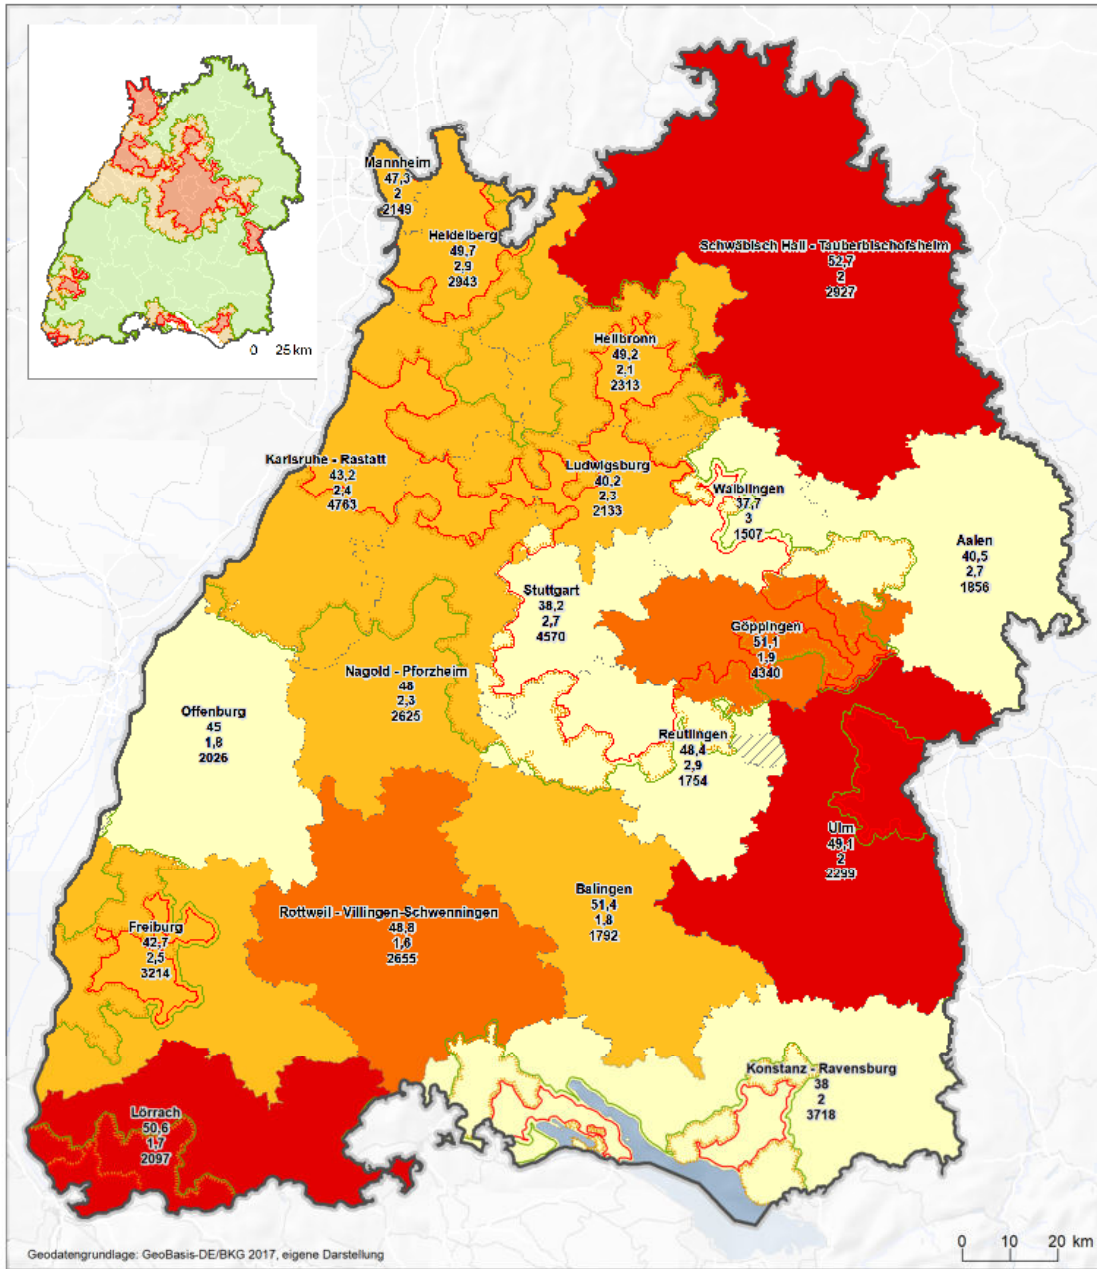 0 25 km
Mannheim
47,3
2
2149
Heidelberg
49,7
2,9
2943
Schwäbisch Hall - Tauberbischofsheim
52,7
2
2927
Heilbronn
49,2
2,1
2313
Karlsruhe - Rastatt
43,2
2,4
4763
Ludwigsburg
40,2
2,3
2133
Waiblingen
37,7
3
1507
Aalen
40,5
2,7
1856
Stuttgart
38,2
2,7
4570
Göppingen
51,1
1,9
4340
Nagold - Pforzheim
48
2,3
2625
Offenburg
45
1,8
2026
Reutlingen
48,4
2,9
1754
Ulm
49,1
2
2299
Balingen
51,4
1,8
1792
Rottweil - Villingen-Schwenningen
48,8
1,6
2655
Freiburg
42,7
2,5
3214
Konstanz - Ravensburg
38
2
3718
Lörrach
50,6
1,7
2097
Geodatengrundlage: GeoBasis-DE/BKG 2017, eigene Darstellung
0 10 20 km